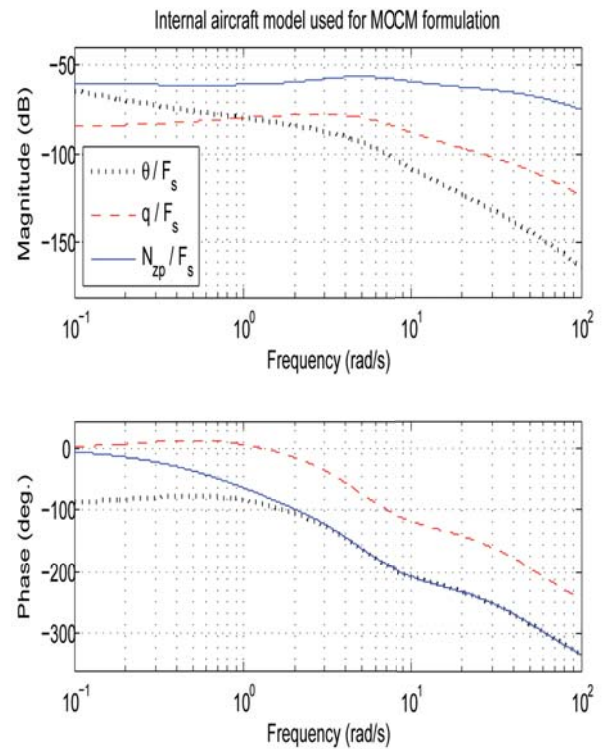 Internal aircraft model used for MOCM formulation
Magnitude (dB)
−50
−100
−150
θ / F_s
q / F_s
N_zp / F_s
10^−1
10^0
10^1
10^2
Frequency (rad/s)
Phase (deg.)
0
−100
−200
−300
10^−1
10^0
10^1
10^2
Frequency (rad/s)